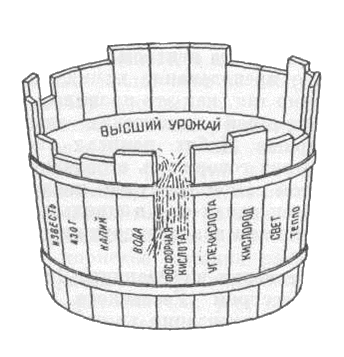 ВЫСШИЙ УРОЖАЙ
ИЗВЕСТЬ
АЗОТ
КАЛИЙ
ВОДА
ФОСФОРНАЯ
КИСЛОТА
УГЛЕКИСЛОТА
КИСЛОРОД
СВЕТ
ТЕПЛО